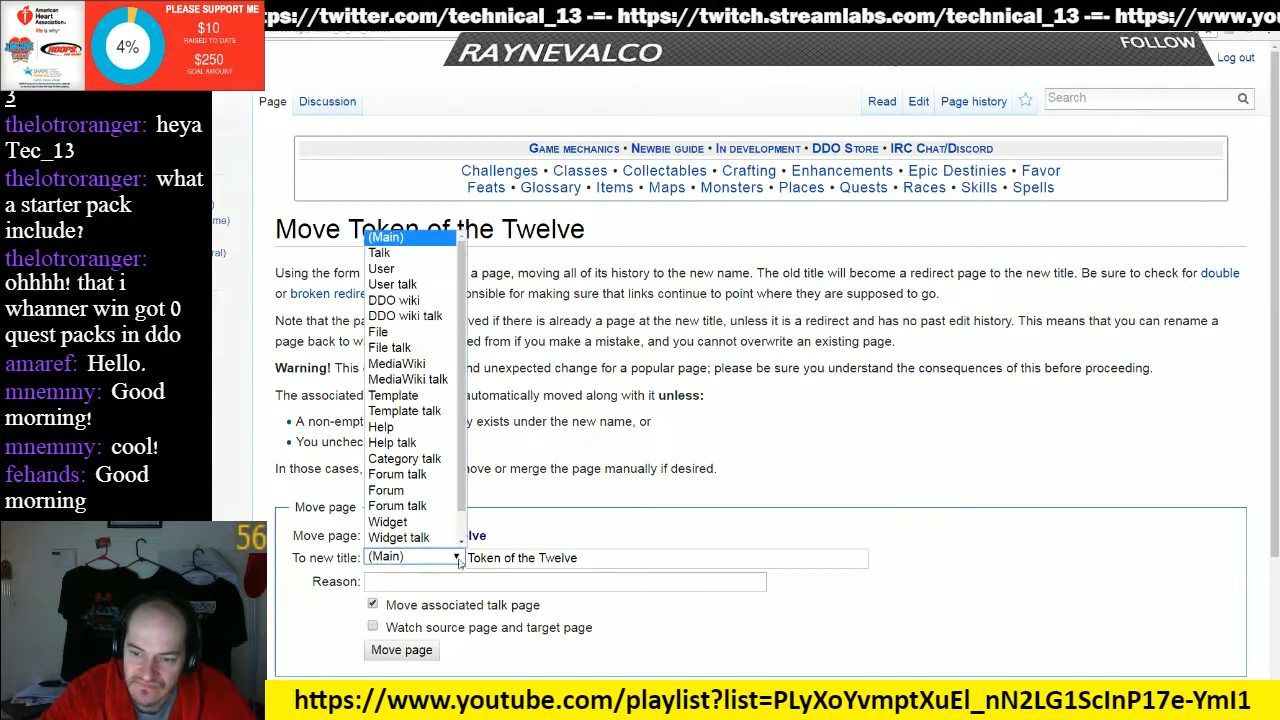 American Heart Association®
life is why®
HOOPS
PLEASE SUPPORT ME
$10
RAISED TO DATE
$250
GOAL AMOUNT
4%
ps://twitter.com/technical_13 -=- https://twitch.streamlabs.com/technical_13 -=- https://www.yo
RAYNEVALCO
FOLLOW
Log out
3
thelotroranger: heya
Tec_13
thelotroranger: what
a starter pack
include?
thelotroranger:
ohhhh! that i
whanner win got 0
quest packs in ddo
amaref: Hello.
mnemmy: Good
morning!
mnemmy: cool!
fehands: Good
morning
56
Page Discussion Read Edit Page history Search
Game mechanics • Newbie guide • In development • DDO Store • IRC Chat/Discord
Challenges • Classes • Collectables • Crafting • Enhancements • Epic Destinies • Favor
Feats • Glossary • Items • Maps • Monsters • Places • Quests • Races • Skills • Spells
Move Token of the Twelve
Using the form a page, moving all of its history to the new name. The old title will become a redirect page to the new title. Be sure to check for double
or broken redire ponsible for making sure that links continue to point where they are supposed to go.
Note that the pa ved if there is already a page at the new title, unless it is a redirect and has no past edit history. This means that you can rename a
page back to w ed from if you make a mistake, and you cannot overwrite an existing page.
Warning! This and unexpected change for a popular page; please be sure you understand the consequences of this before proceeding.
The associated automatically moved along with it unless:
A non-empt y exists under the new name, or
You unchec
In those cases, move or merge the page manually if desired.
(Main)
Talk
User
User talk
DDO wiki
DDO wiki talk
File
File talk
MediaWiki
MediaWiki talk
Template
Template talk
Help
Help talk
Category talk
Forum talk
Forum
Forum talk
Widget
Widget talk
me)
ral)
Move page
Move page: elve
To new title: (Main) Token of the Twelve
Reason:
Move associated talk page
Watch source page and target page
Move page
https://www.youtube.com/playlist?list=PLyXoYvmptXuEl_nN2LG1ScInP17e-YmI1